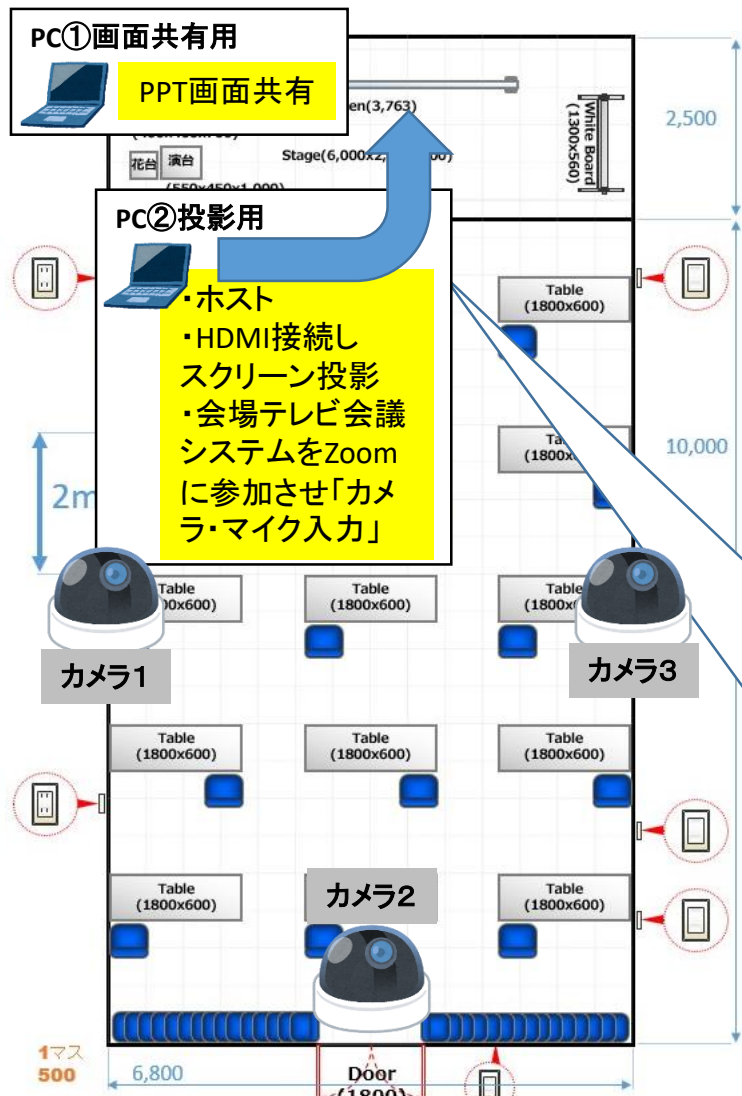 PC①画面共有用
PPT画面共有
en(3,763)
White Board
(1300x560)
2,500
花台
演台
Stage(6,000x2,
00)
(550x450x1,000)
PC②投影用
・ホスト
・HDMI接続し
スクリーン投影
・会場テレビ会議
システムをZoom
に参加させ「カメ
ラ・マイク入力」
Table
(1800x600)
Ta
(1800x
10,000
2m
Table
0x600)
Table
(1800x600)
Table
(1800x
カメラ1
カメラ3
Table
(1800x600)
Table
(1800x600)
Table
(1800x600)
Table
(1800x600)
カメラ2
Table
(1800x600)
1マス
500
6,800
Door
(1800)